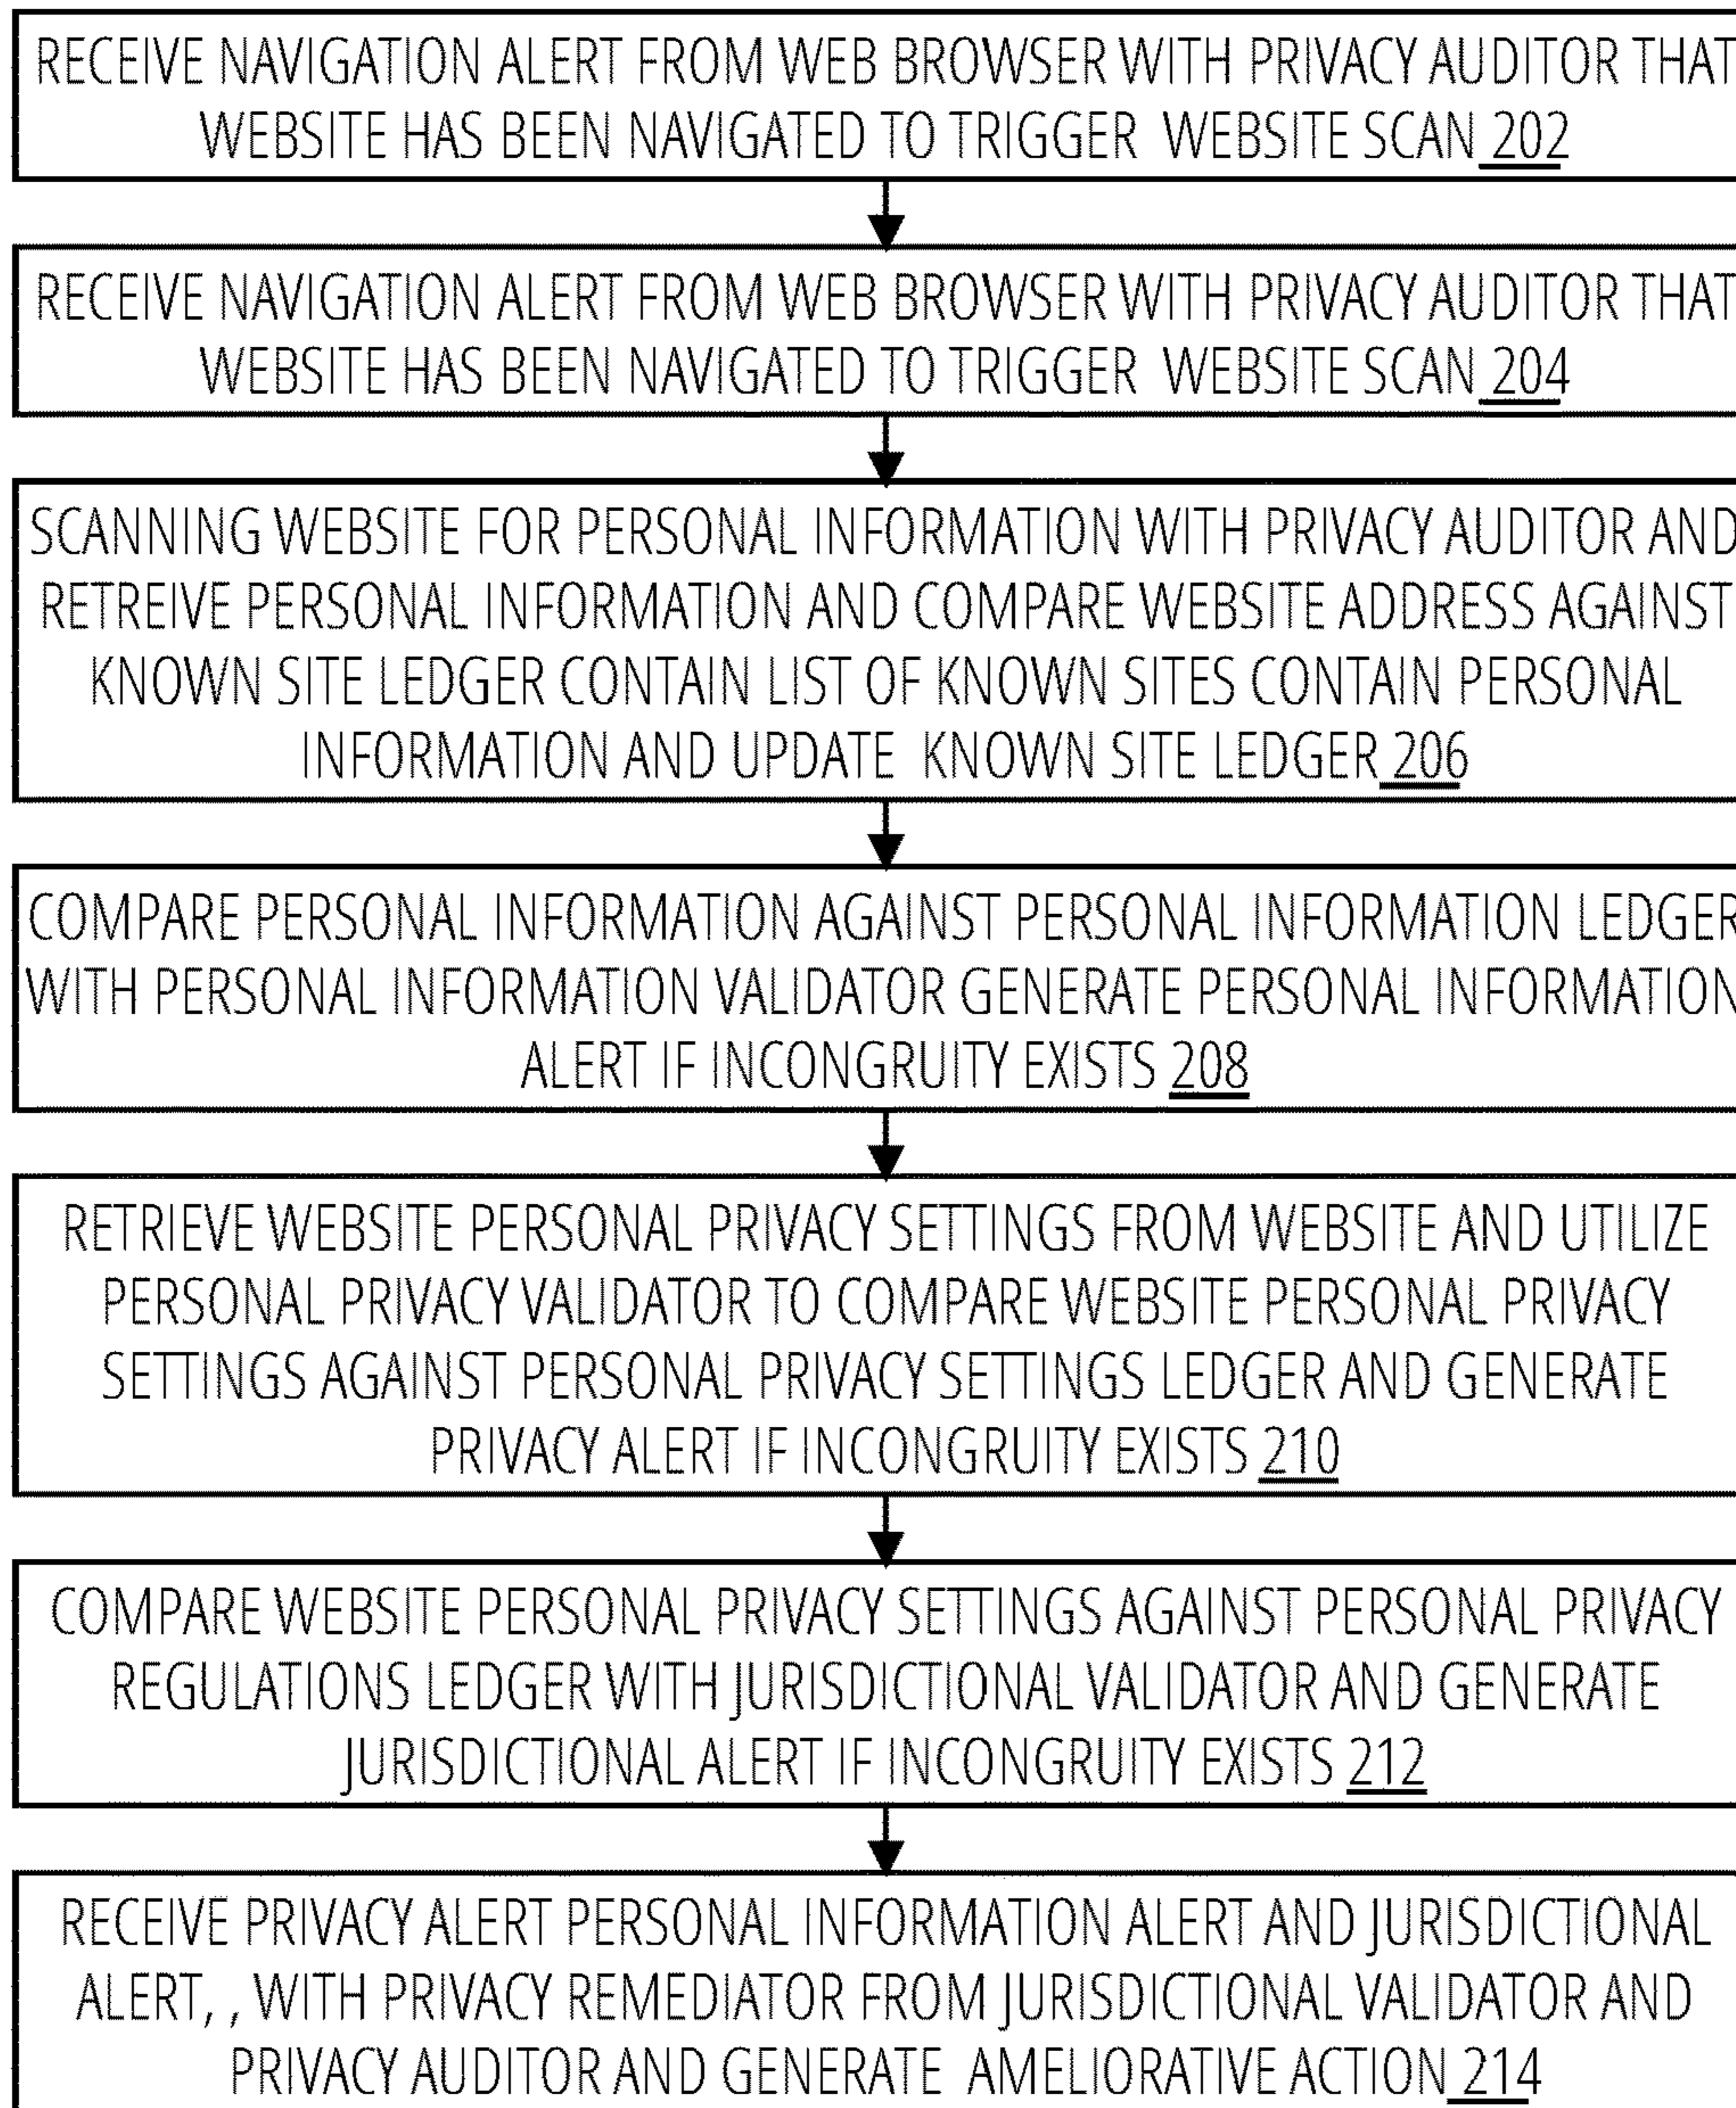 RECEIVE NAVIGATION ALERT FROM WEB BROWSER WITH PRIVACY AUDITOR THAT
WEBSITE HAS BEEN NAVIGATED TO TRIGGER WEBSITE SCAN 202
RECEIVE NAVIGATION ALERT FROM WEB BROWSER WITH PRIVACY AUDITOR THAT
WEBSITE HAS BEEN NAVIGATED TO TRIGGER WEBSITE SCAN 204
SCANNING WEBSITE FOR PERSONAL INFORMATION WITH PRIVACY AUDITOR AND
RETREIVE PERSONAL INFORMATION AND COMPARE WEBSITE ADDRESS AGAINST
KNOWN SITE LEDGER CONTAIN LIST OF KNOWN SITES CONTAIN PERSONAL
INFORMATION AND UPDATE KNOWN SITE LEDGER 206
COMPARE PERSONAL INFORMATION AGAINST PERSONAL INFORMATION LEDGER
WITH PERSONAL INFORMATION VALIDATOR GENERATE PERSONAL INFORMATION
ALERT IF INCONGRUITY EXISTS 208
RETRIEVE WEBSITE PERSONAL PRIVACY SETTINGS FROM WEBSITE AND UTILIZE
PERSONAL PRIVACY VALIDATOR TO COMPARE WEBSITE PERSONAL PRIVACY
SETTINGS AGAINST PERSONAL PRIVACY SETTINGS LEDGER AND GENERATE
PRIVACY ALERT IF INCONGRUITY EXISTS 210
COMPARE WEBSITE PERSONAL PRIVACY SETTINGS AGAINST PERSONAL PRIVACY
REGULATIONS LEDGER WITH JURISDICTIONAL VALIDATOR AND GENERATE
JURISDICTIONAL ALERT IF INCONGRUITY EXISTS 212
RECEIVE PRIVACY ALERT PERSONAL INFORMATION ALERT AND JURISDICTIONAL
ALERT, , WITH PRIVACY REMEDIATOR FROM JURISDICTIONAL VALIDATOR AND
PRIVACY AUDITOR AND GENERATE AMELIORATIVE ACTION 214